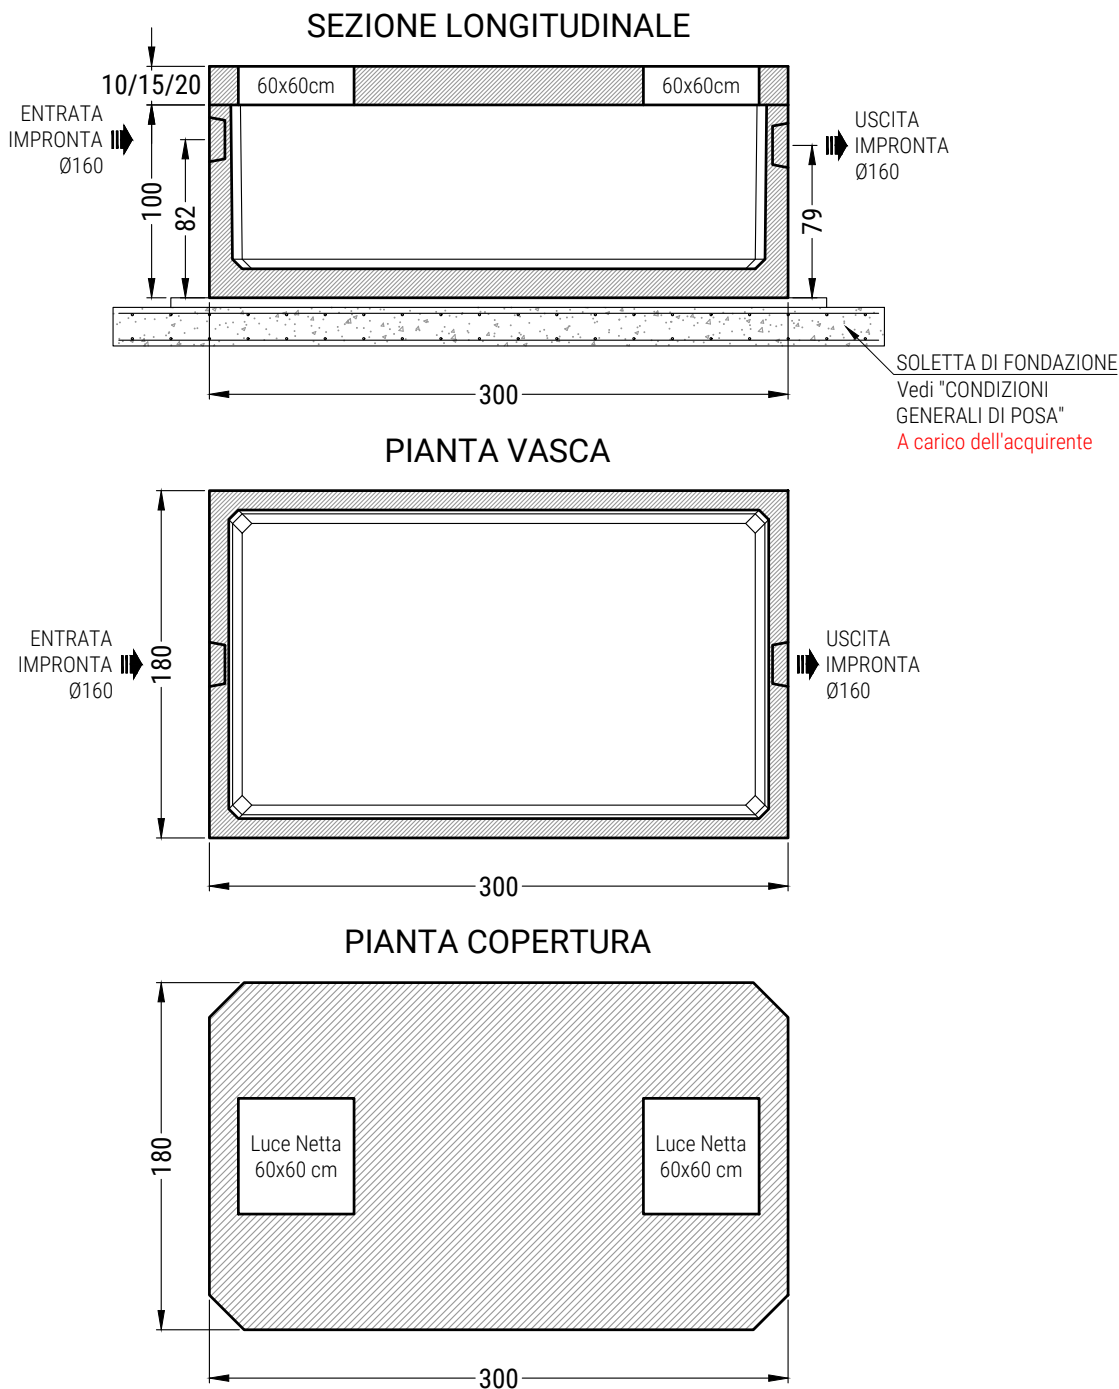 SEZIONE LONGITUDINALE
10/15/20
60x60cm
60x60cm
ENTRATA
IMPRONTA
Ø160
USCITA
IMPRONTA
Ø160
100
82
79
SOLETTA DI FONDAZIONE
Vedi "CONDIZIONI
GENERALI DI POSA"
A carico dell'acquirente
300
PIANTA VASCA
ENTRATA
IMPRONTA
Ø160
180
USCITA
IMPRONTA
Ø160
300
PIANTA COPERTURA
180
Luce Netta
60x60 cm
Luce Netta
60x60 cm
300